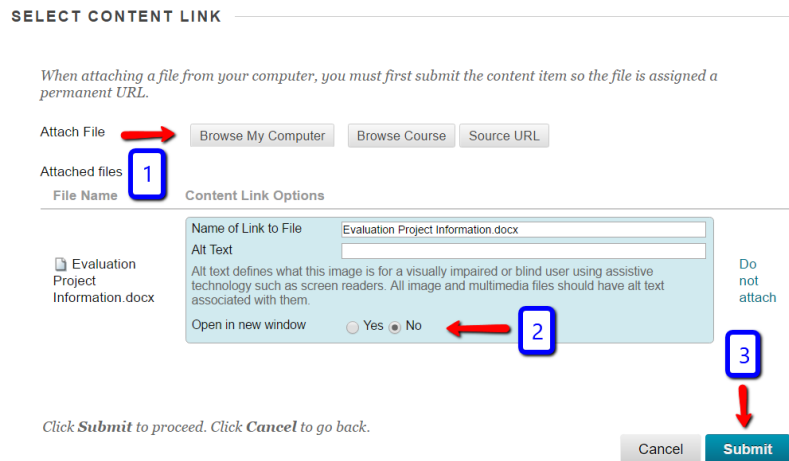 SELECT CONTENT LINK
When attaching a file from your computer, you must first submit the content item so the file is assigned a
permanent URL.
Attach File
Browse My Computer
Browse Course
Source URL
Attached files
1
File Name
Content Link Options
Name of Link to File
Evaluation Project Information.docx
Alt Text
Alt text defines what this image is for a visually impaired or blind user using assistive
technology such as screen readers. All image and multimedia files should have alt text
associated with them.
Evaluation
Project
Information.docx
Do
not
attach
Open in new window
Yes
No
2
3
Click Submit to proceed. Click Cancel to go back.
Cancel
Submit